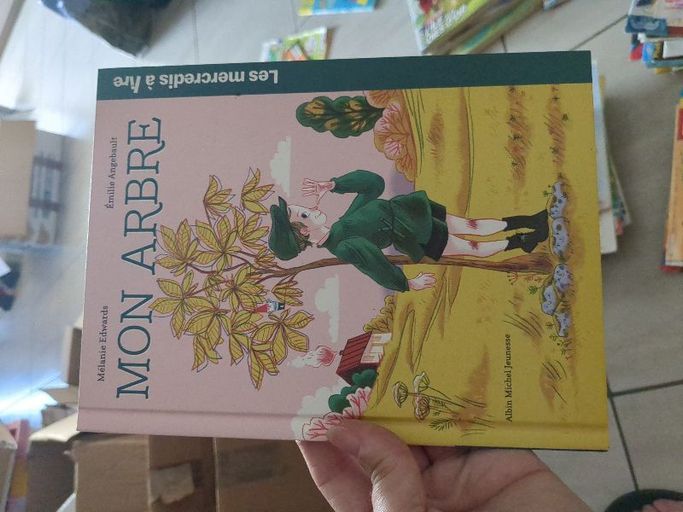 Mélanie Edwards
Émilie Angebault
MON ARBRE
Les mercredis à lire
Albin Michel Jeunesse